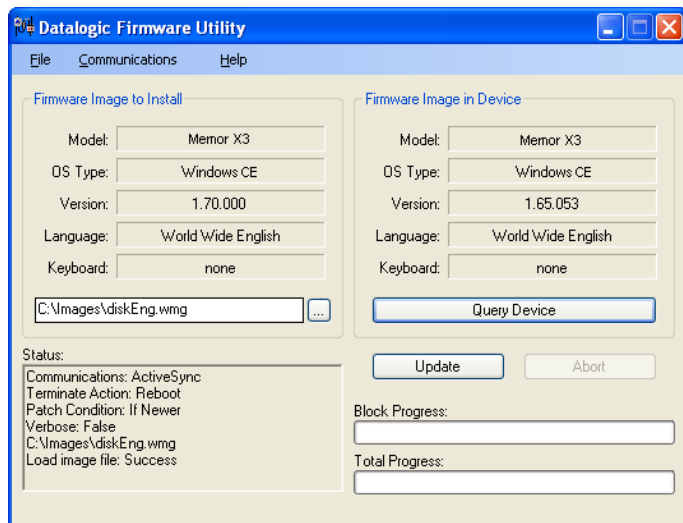 Datalogic Firmware Utility
File Communications Help
Firmware Image to Install
Model: Memor X3
OS Type: Windows CE
Version: 1.70.000
Language: World Wide English
Keyboard: none
C:\Images\diskEng.wmg ...
Firmware Image in Device
Model: Memor X3
OS Type: Windows CE
Version: 1.65.053
Language: World Wide English
Keyboard: none
Query Device
Status:
Communications: ActiveSync
Terminate Action: Reboot
Patch Condition: If Newer
Verbose: False
C:\Images\diskEng.wmg
Load image file: Success
Update Abort
Block Progress:
Total Progress: